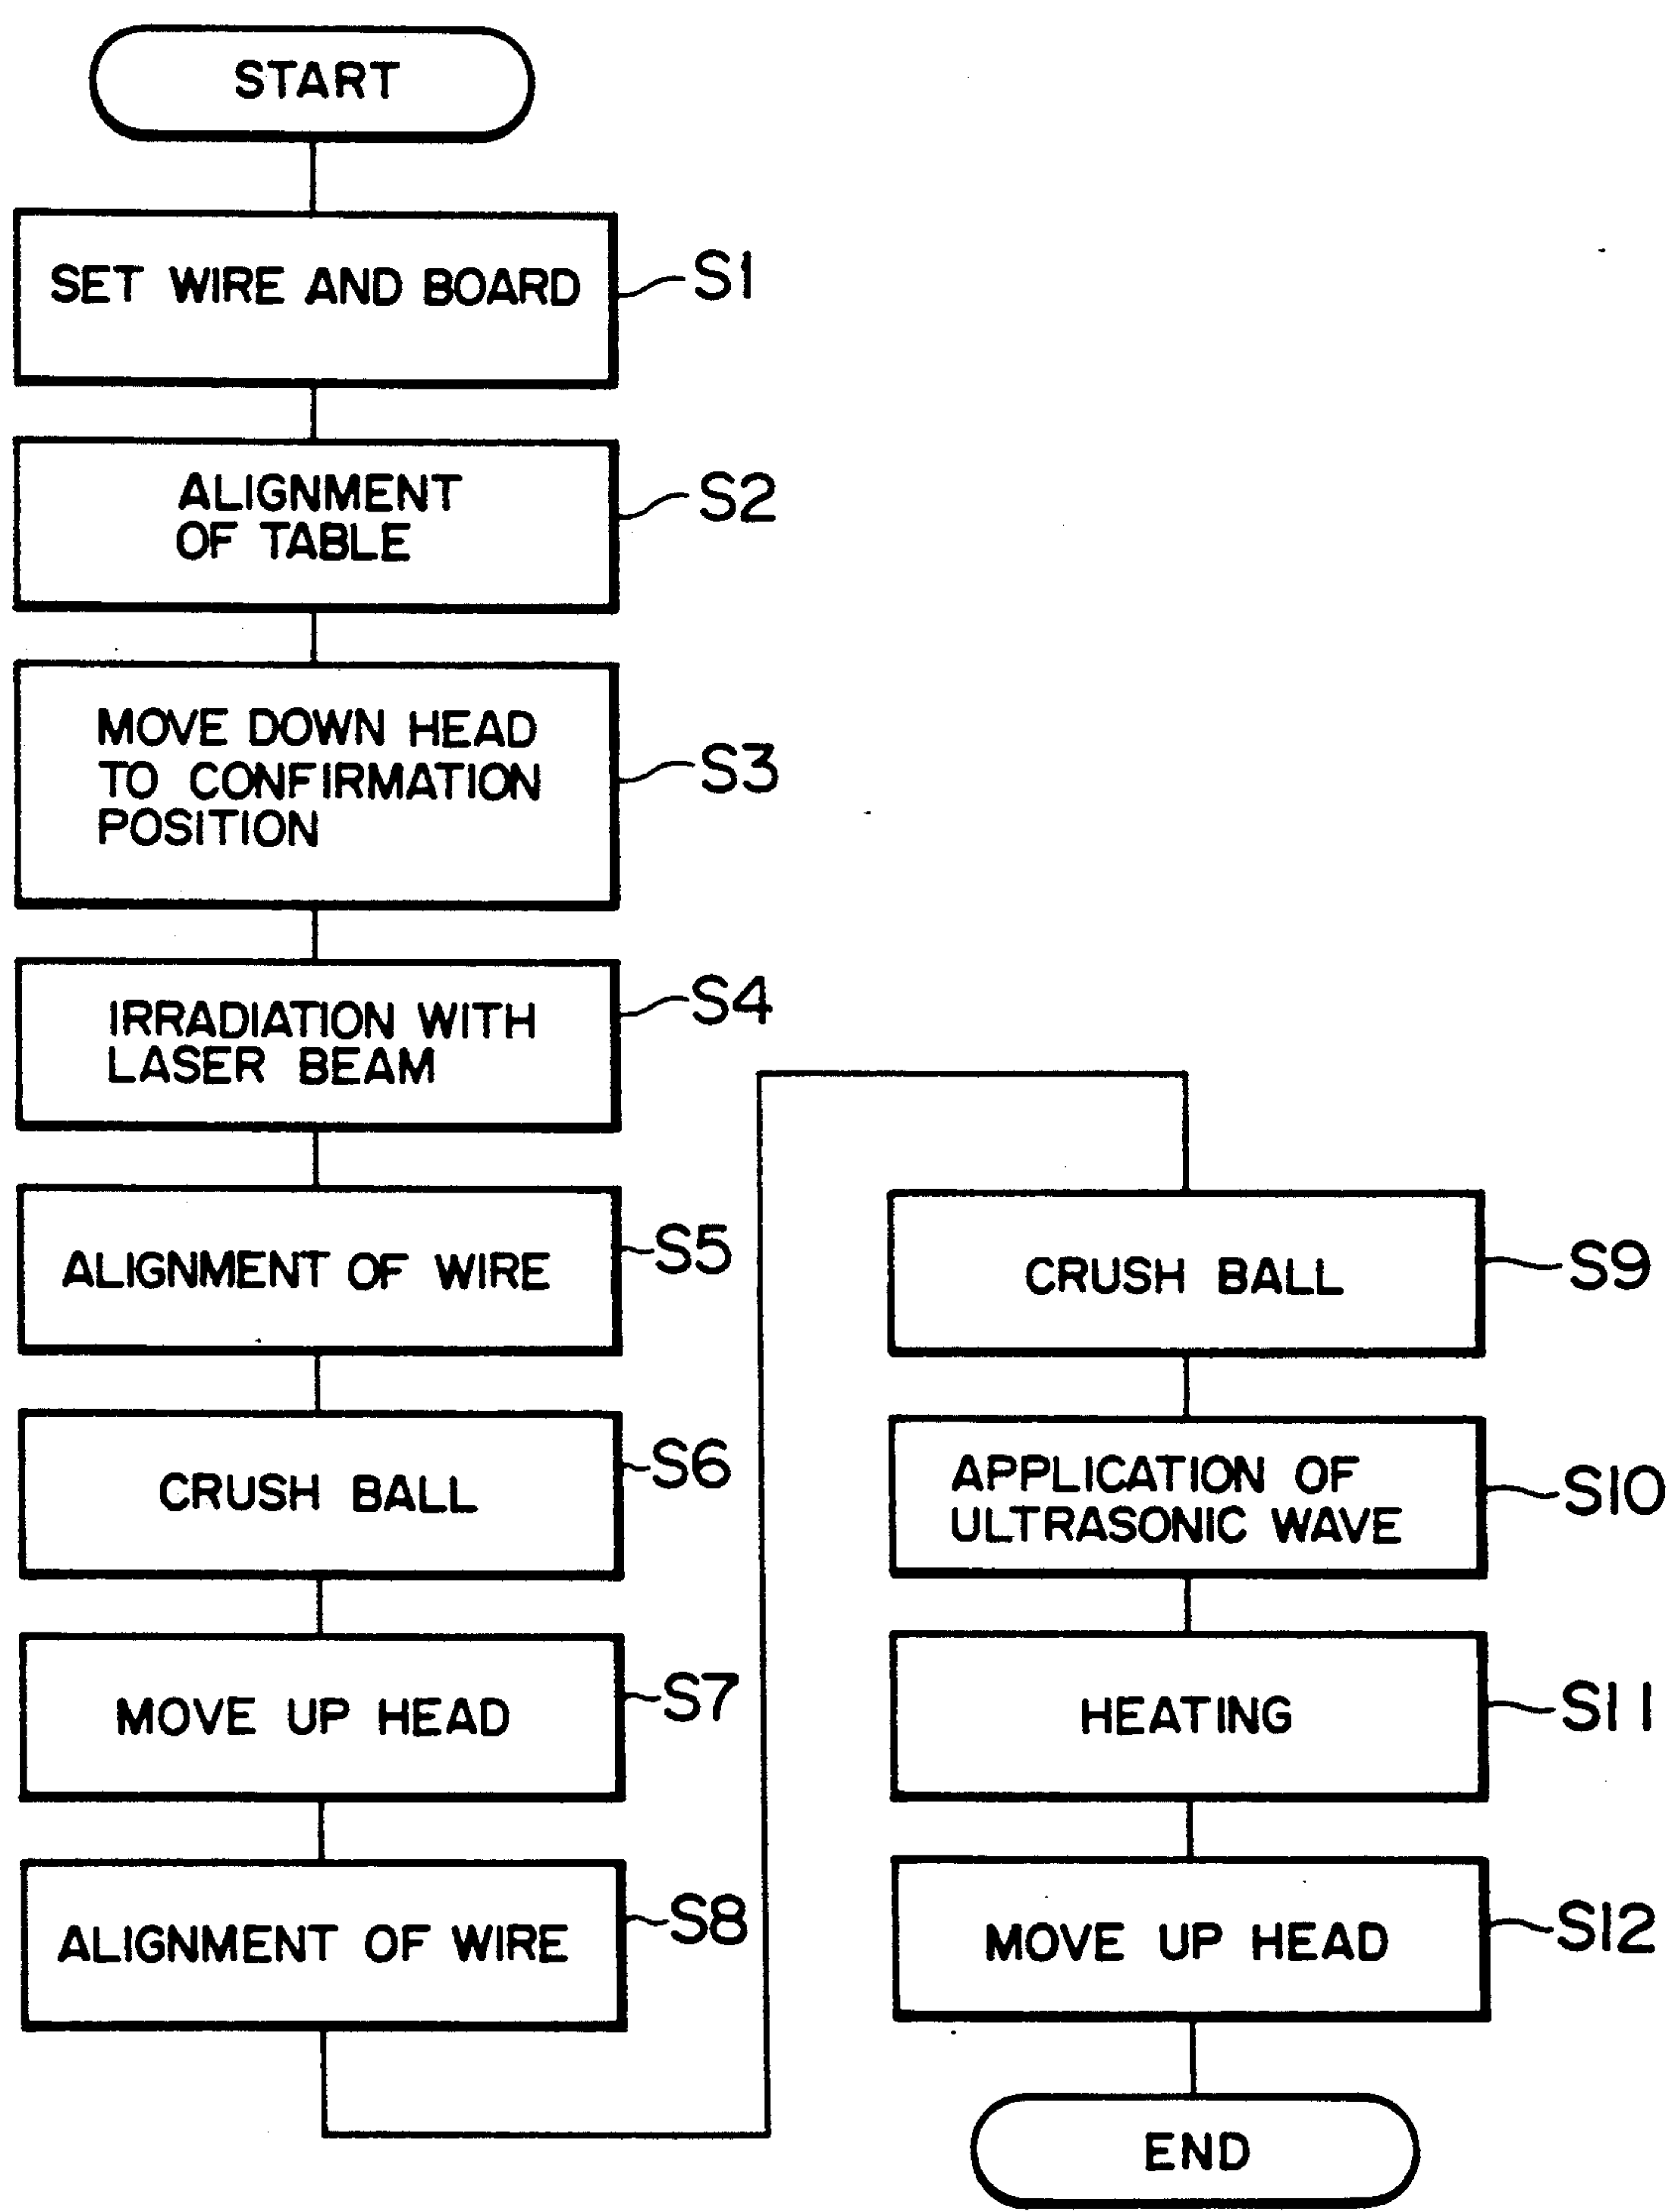 START
SET WIRE AND BOARD
S1
ALIGNMENT
OF TABLE
S2
MOVE DOWN HEAD
TO CONFIRMATION
POSITION
S3
IRRADIATION WITH
LASER BEAM
S4
ALIGNMENT OF WIRE
S5
CRUSH BALL
S6
MOVE UP HEAD
S7
ALIGNMENT OF WIRE
S8
CRUSH BALL
S9
APPLICATION OF
ULTRASONIC WAVE
S10
HEATING
S11
MOVE UP HEAD
S12
END